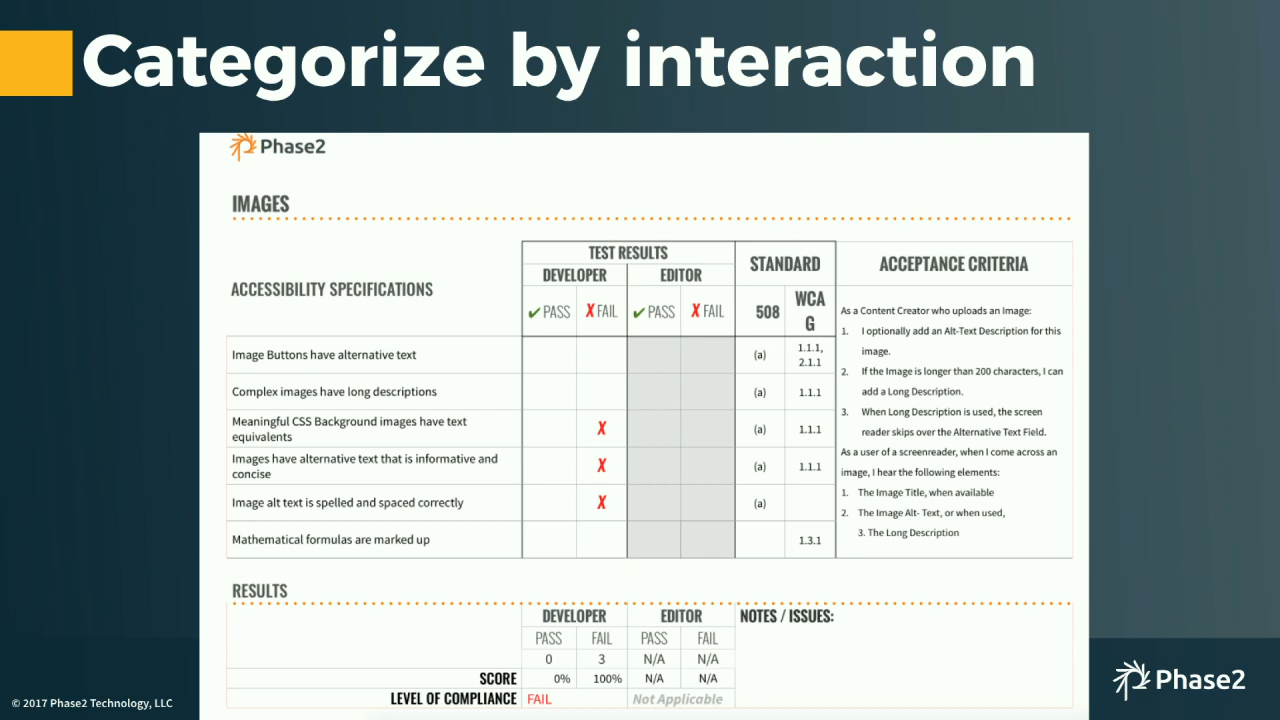 Categorize by interaction
Phase2
IMAGES
TEST RESULTS
STANDARD
ACCEPTANCE CRITERIA
DEVELOPER
EDITOR
ACCESSIBILITY SPECIFICATIONS
✔ PASS
✗ FAIL
✔ PASS
✗ FAIL
508
WCA
G
Image Buttons have alternative text
(a)
1.1.1,
2.1.1
Complex images have long descriptions
(a)
1.1.1
Meaningful CSS Background images have text
equivalents
✗
(a)
1.1.1
Images have alternative text that is informative and
concise
✗
(a)
1.1.1
Image alt text is spelled and spaced correctly
✗
(a)
Mathematical formulas are marked up
1.3.1
As a Content Creator who uploads an Image:
1. I optionally add an Alt-Text Description for this
image.
2. If the Image is longer than 200 characters, I can
add a Long Description.
3. When Long Description is used, the screen
reader skips over the Alternative Text Field.
As a user of a screenreader, when I come across an
image, I hear the following elements:
1. The Image Title, when available
2. The Image Alt- Text, or when used,
3. The Long Description
RESULTS
DEVELOPER
EDITOR
NOTES / ISSUES:
PASS
FAIL
PASS
FAIL
0
3
N/A
N/A
SCORE
0%
100%
N/A
N/A
LEVEL OF COMPLIANCE
FAIL
Not Applicable
© 2017 Phase2 Technology, LLC
Phase2